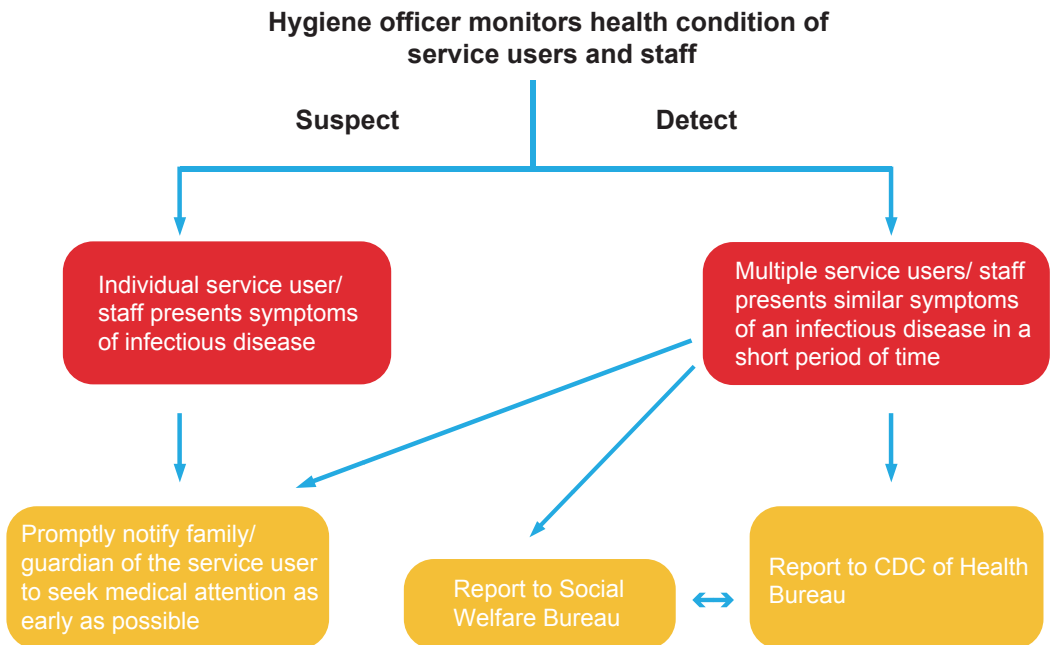 Hygiene officer monitors health condition of
service users and staff
Suspect
Detect
Individual service user/
staff presents symptoms
of infectious disease
Multiple service users/ staff
presents similar symptoms
of an infectious disease in a
short period of time
Promptly notify family/
guardian of the service user
to seek medical attention as
early as possible
Report to Social
Welfare Bureau
Report to CDC of Health
Bureau